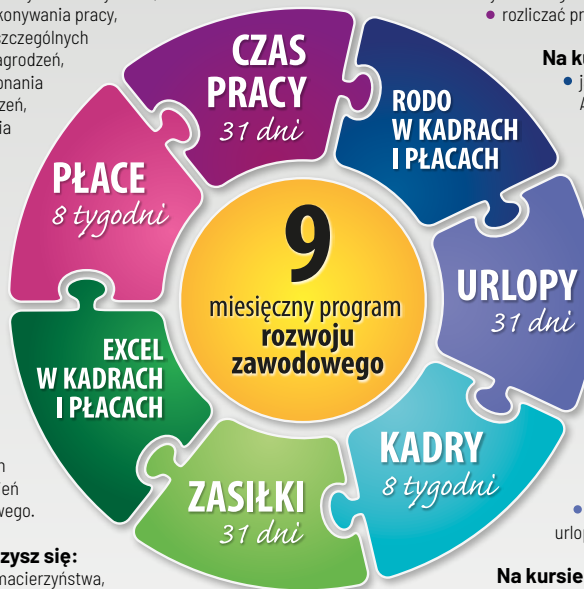 konywania pracy,
zczególnych
agrodzeń,
onania
zeń,
ia
rozliczać pr
Na ku
CZAS
PRACY
31 dni
RODO
W KADRACH
I PŁACACH
PŁACE
8 tygodni
9
miesięczny program
rozwoju
zawodowego
URLOPY
31 dni
EXCEL
W KADRACH
I PŁACACH
KADRY
8 tygodni
ZASIŁKI
31 dni
ień
wego.
urlop
zysz się:
macierzyństwa,
Na kursie